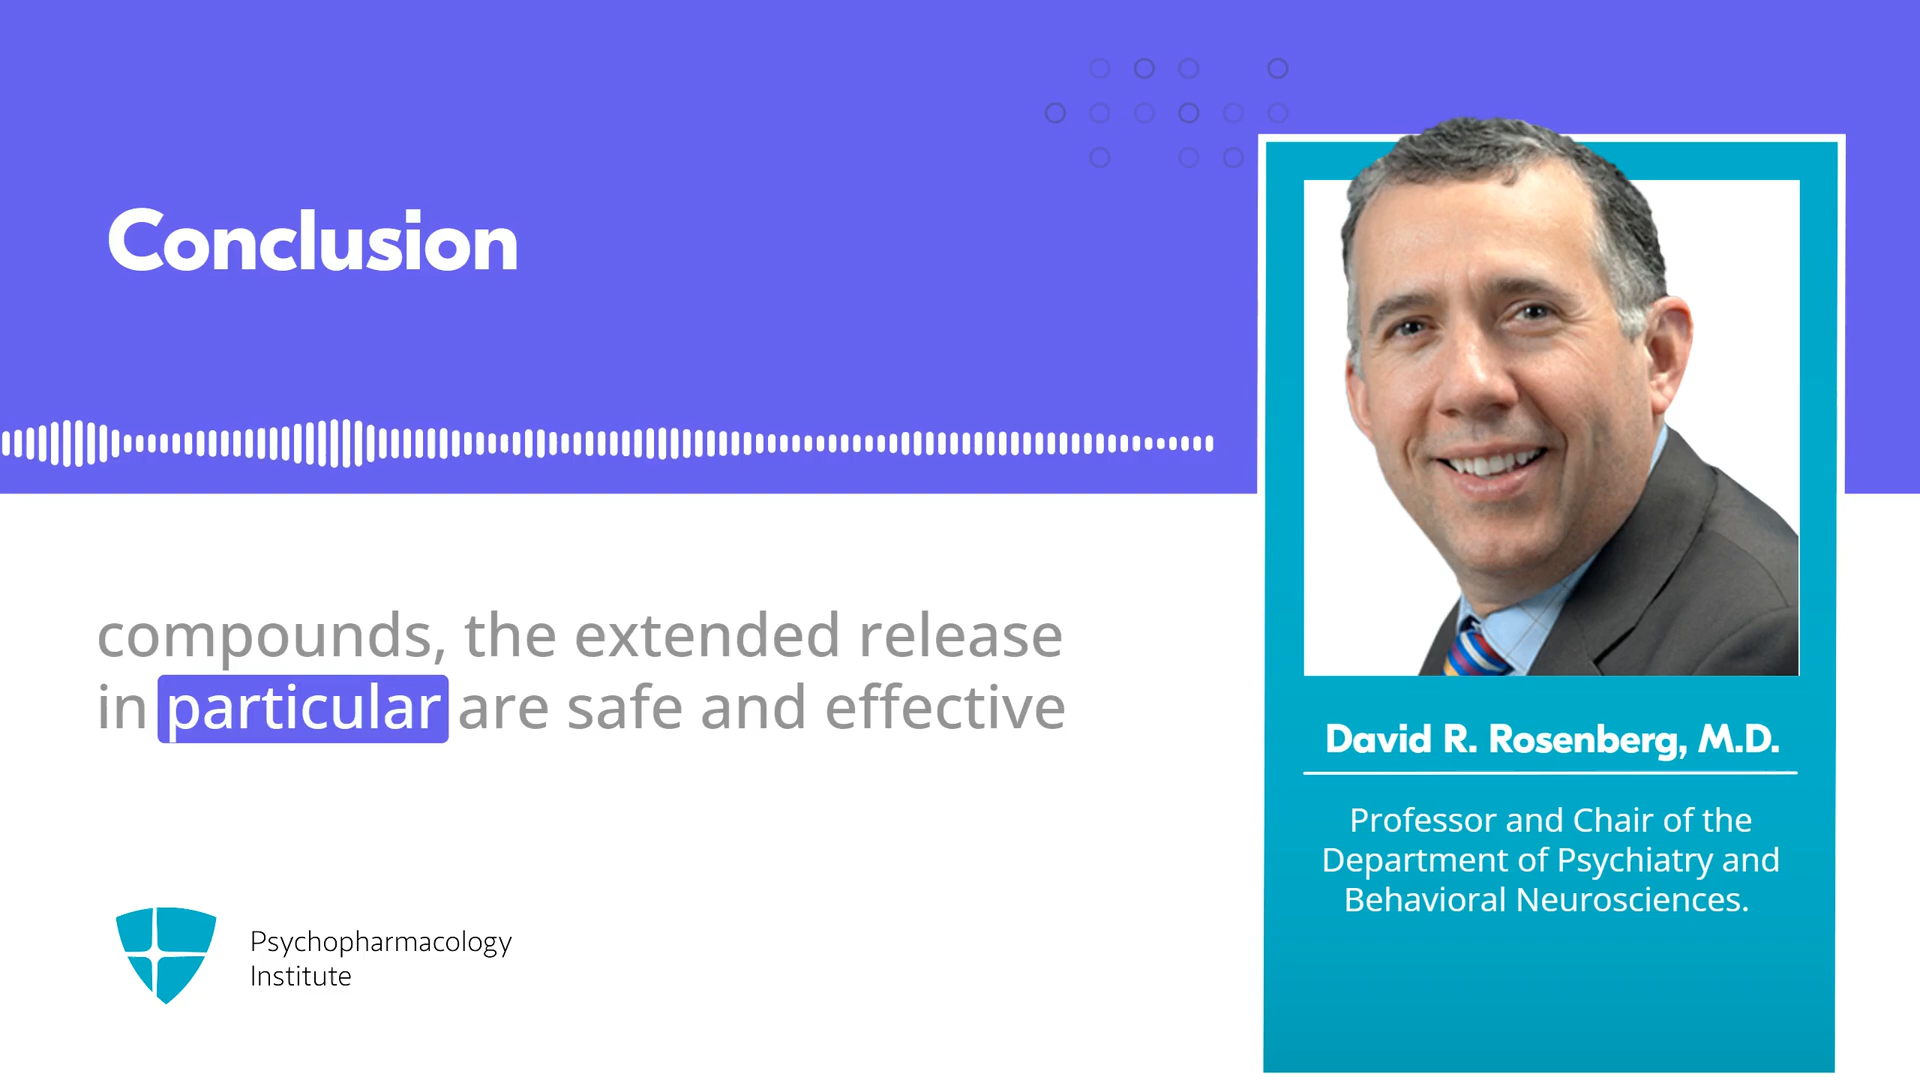 Conclusion
compounds, the extended release
in particular are safe and effective
Psychopharmacology
Institute
David R. Rosenberg, M.D.
Professor and Chair of the
Department of Psychiatry and
Behavioral Neurosciences.